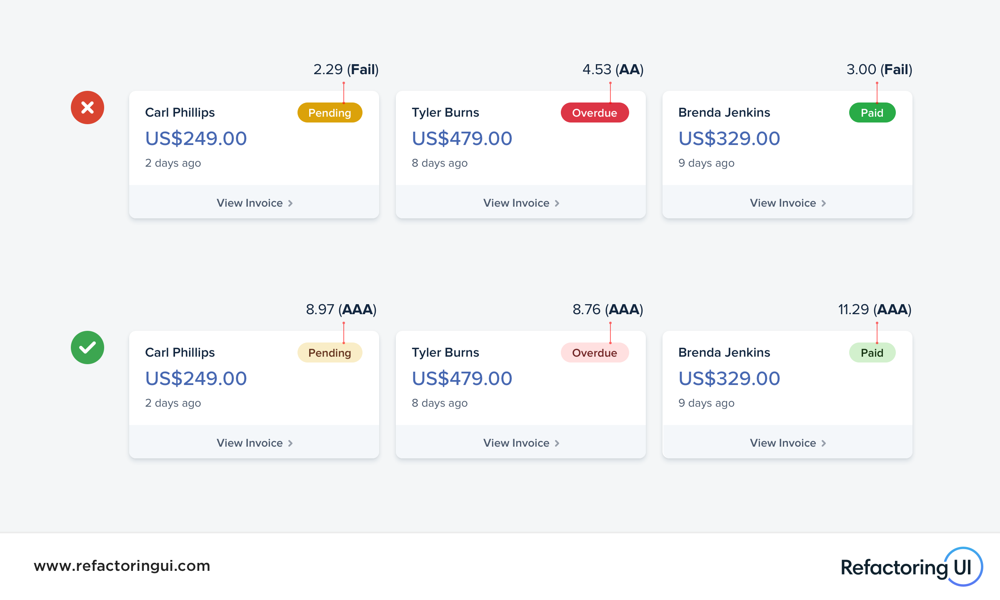 2.29 (Fail)
4.53 (AA)
3.00 (Fail)
Carl Phillips
Pending
US$249.00
2 days ago
View Invoice
Tyler Burns
Overdue
US$479.00
8 days ago
View Invoice
Brenda Jenkins
Paid
US$329.00
9 days ago
View Invoice
8.97 (AAA)
8.76 (AAA)
11.29 (AAA)
Carl Phillips
Pending
US$249.00
2 days ago
View Invoice
Tyler Burns
Overdue
US$479.00
8 days ago
View Invoice
Brenda Jenkins
Paid
US$329.00
9 days ago
View Invoice
www.refactoringui.com
Refactoring UI